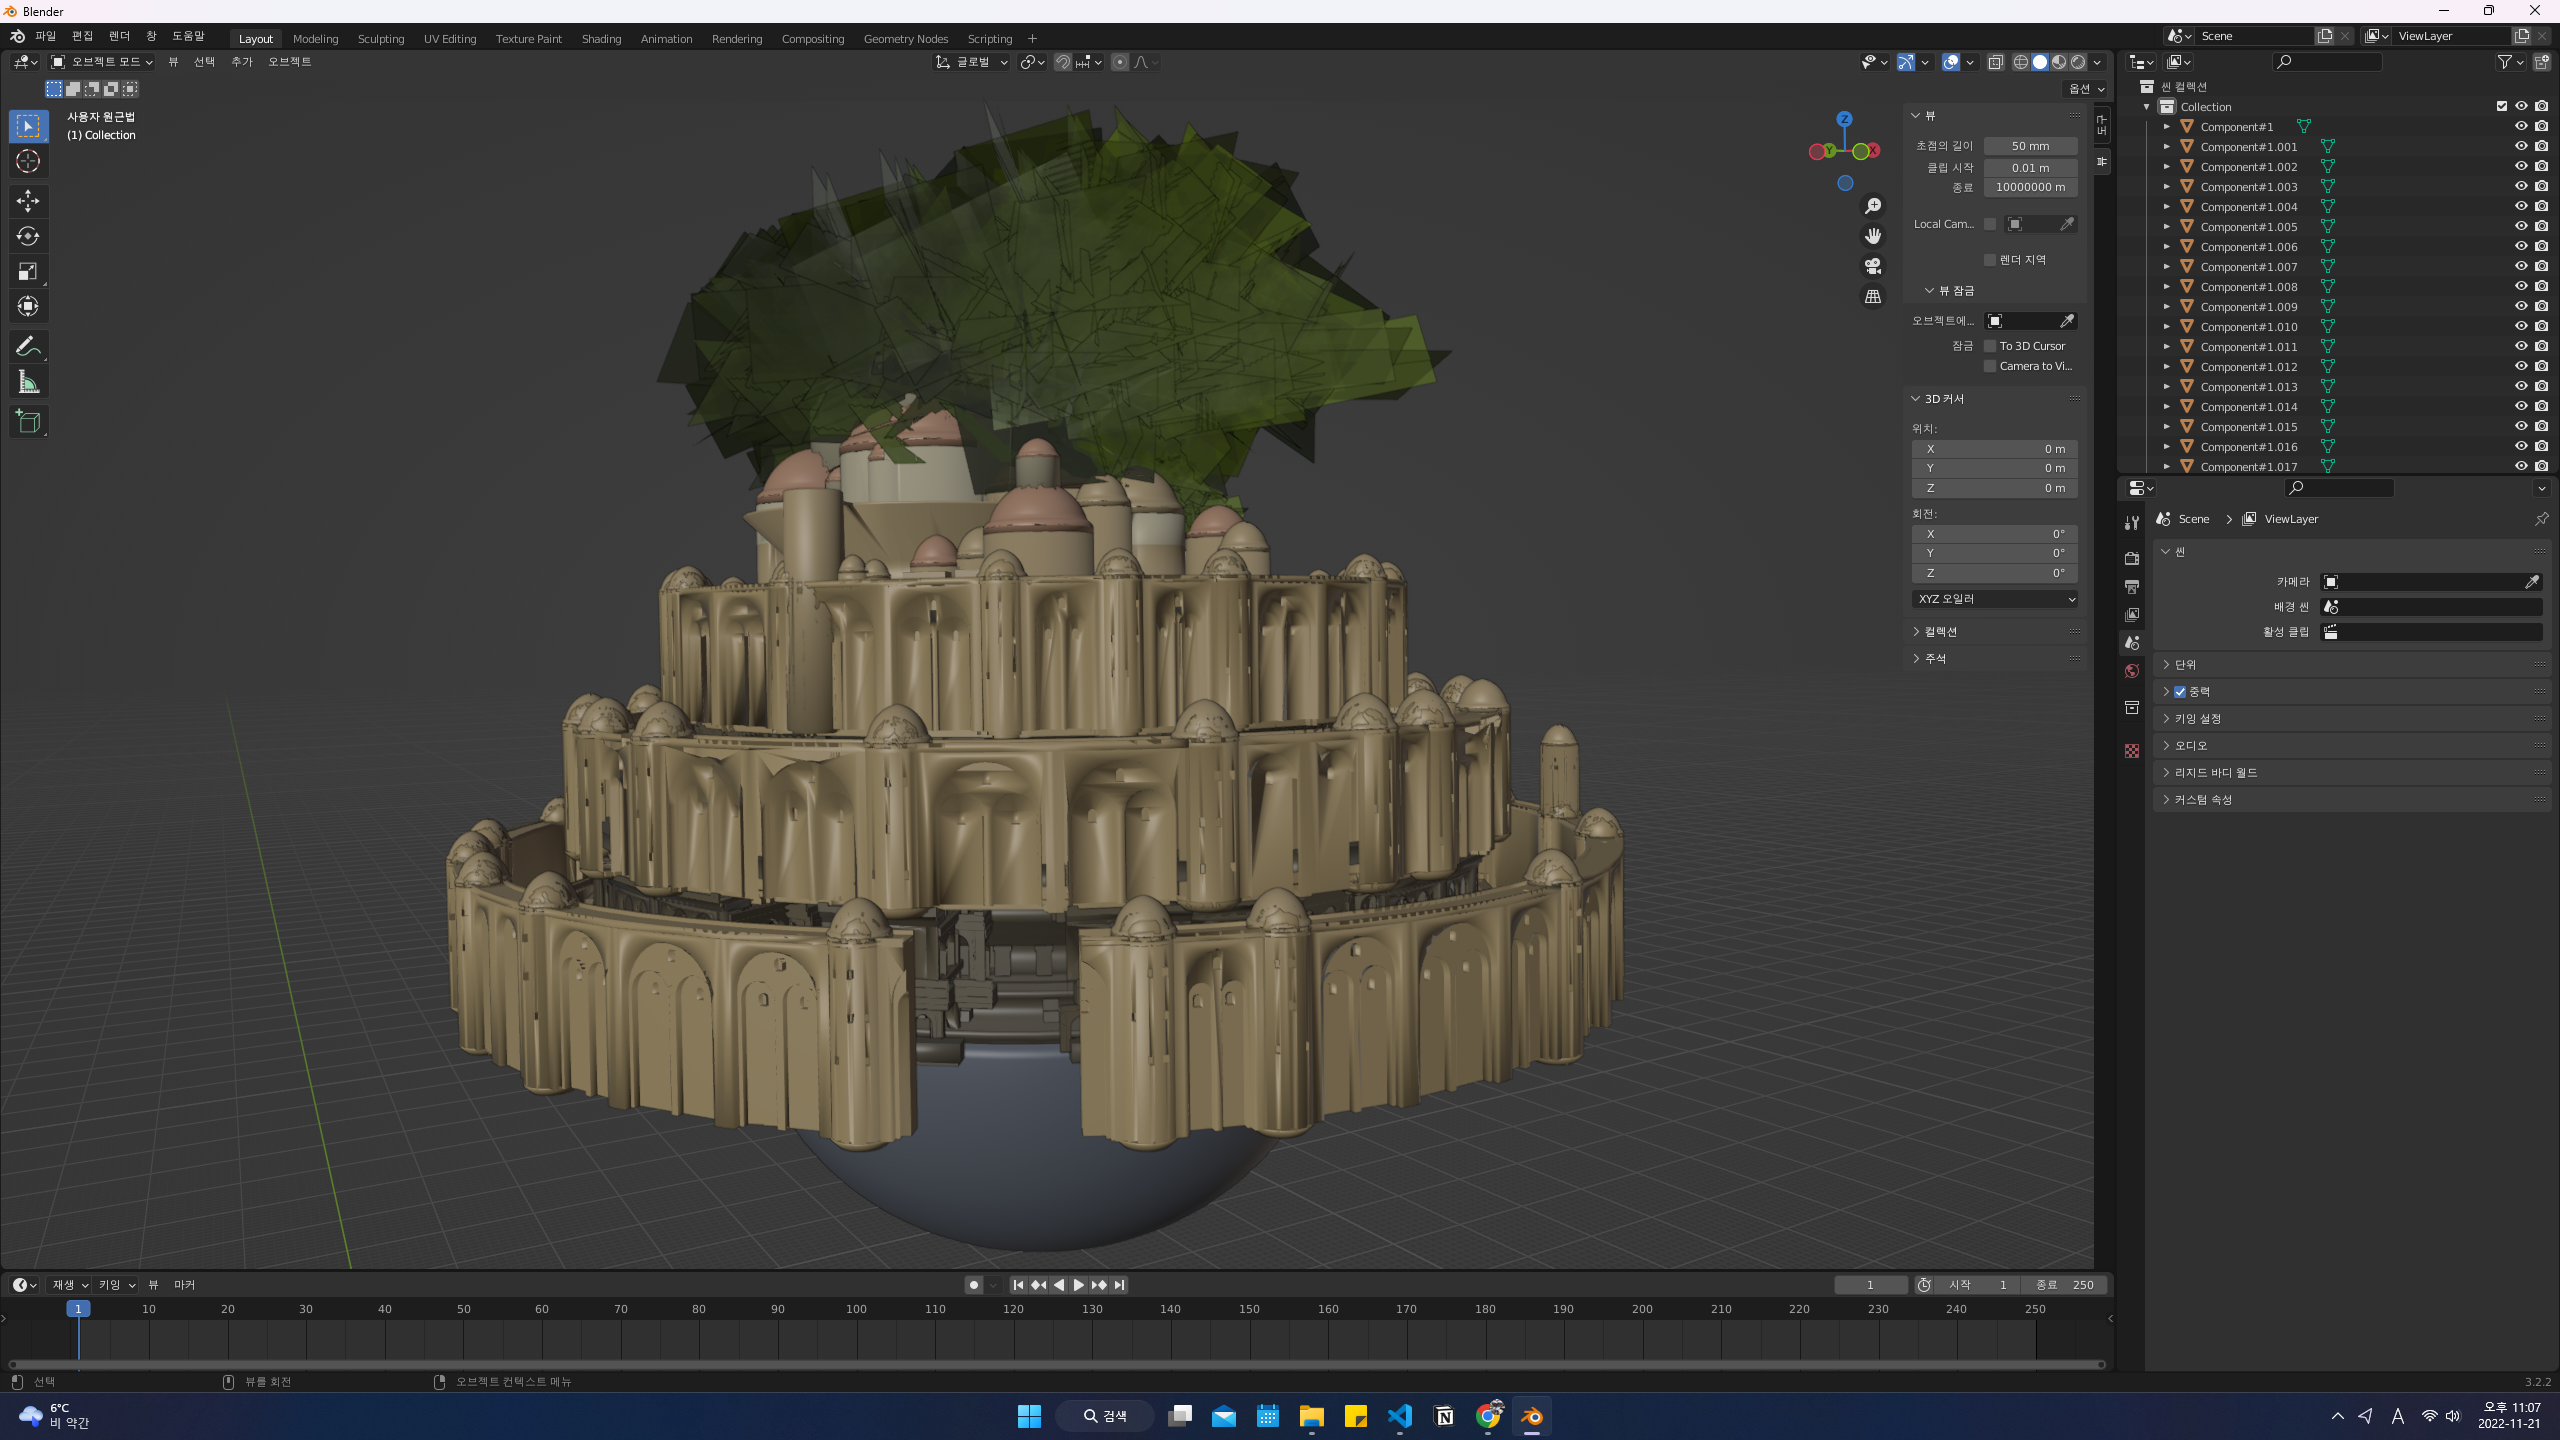 Blender
파일 편집 렌더 창 도움말 Layout Modeling Sculpting UV Editing Texture Paint Shading Animation Rendering Compositing Geometry Nodes Scripting +
Scene
ViewLayer
오브젝트 모드 뷰 선택 추가 오브젝트
글로벌
옵션
사용자 원근법
(1) Collection
Z
Y
X
뷰
초점의 길이 50 mm
클립 시작 0.01 m
종료 10000000 m
Local Cam...
렌더 지역
뷰 잠금
오브젝트에...
잠금 To 3D Cursor
Camera to Vi...
3D 커서
위치:
X 0 m
Y 0 m
Z 0 m
회전:
X 0°
Y 0°
Z 0°
XYZ 오일러
컬렉션
주석
씬 컬렉션
Collection
Component#1
Component#1.001
Component#1.002
Component#1.003
Component#1.004
Component#1.005
Component#1.006
Component#1.007
Component#1.008
Component#1.009
Component#1.010
Component#1.011
Component#1.012
Component#1.013
Component#1.014
Component#1.015
Component#1.016
Component#1.017
Scene > ViewLayer
씬
카메라
배경 씬
활성 클립
단위
중력
키잉 설정
오디오
리지드 바디 월드
커스텀 속성
재생 키잉 뷰 마커
1
시작 1 종료 250
1 10 20 30 40 50 60 70 80 90 100 110 120 130 140 150 160 170 180 190 200 210 220 230 240 250
선택 뷰를 회전 오브젝트 컨텍스트 메뉴
3.2.2
6°C
비 약간
검색
A
오후 11:07
2022-11-21